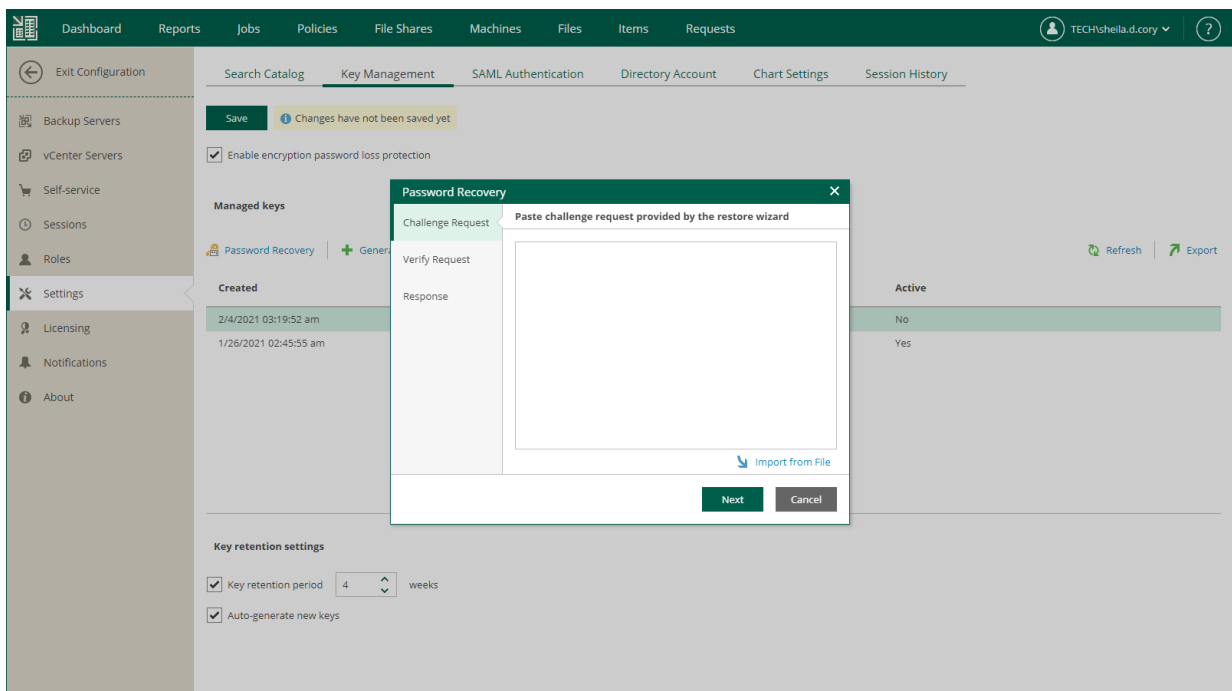 Dashboard Reports Jobs Policies File Shares Machines Files Items Requests TECH\sheila.d.cory ?
Exit Configuration
Search Catalog Key Management SAML Authentication Directory Account Chart Settings Session History
Backup Servers
vCenter Servers
Self-service
Sessions
Roles
Settings
Licensing
Notifications
About
Save Changes have not been saved yet
Enable encryption password loss protection
Managed keys
Password Recovery Genera Refresh Export
Created Active
2/4/2021 03:19:52 am No
1/26/2021 02:45:55 am Yes
Password Recovery
Challenge Request Paste challenge request provided by the restore wizard
Verify Request
Response
Import from File
Next Cancel
Key retention settings
Key retention period 4 weeks
Auto-generate new keys